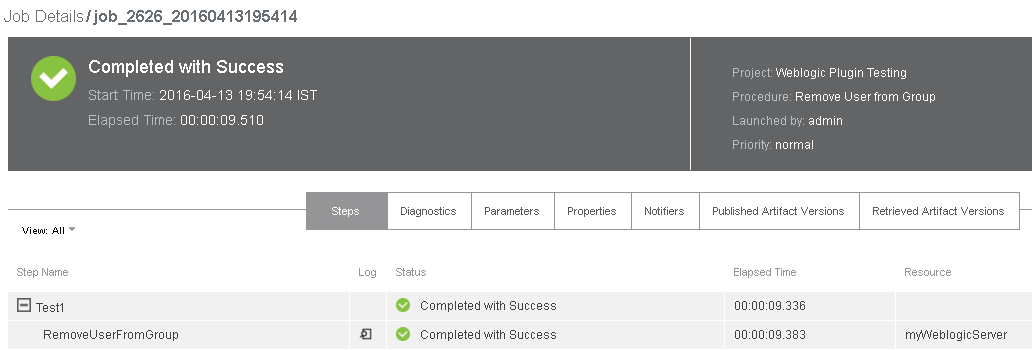 Job Details / job_2626_20160413195414
Completed with Success
Start Time: 2016-04-13 19:54:14 IST
Elapsed Time: 00:00:09.510
Project: Weblogic Plugin Testing
Procedure: Remove User from Group
Launched by: admin
Priority: normal
Steps Diagnostics Parameters Properties Notifiers Published Artifact Versions Retrieved Artifact Versions
View: All
Step Name Log Status Elapsed Time Resource
Test1 Completed with Success 00:00:09.336
RemoveUserFromGroup Completed with Success 00:00:09.383 myWeblogicServer